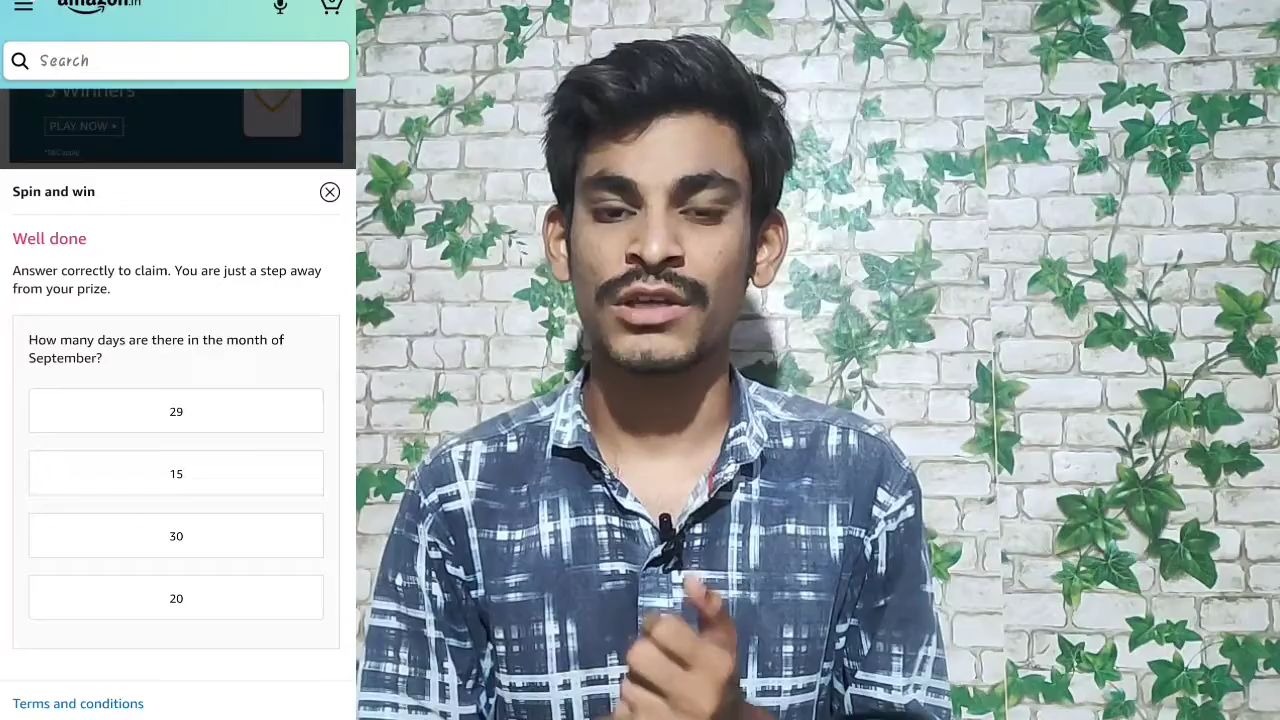 amazon.in
Search
5 Winners
PLAY NOW
*T&C apply
Spin and win
Well done
Answer correctly to claim. You are just a step away
from your prize.
How many days are there in the month of
September?
29
15
30
20
Terms and conditions